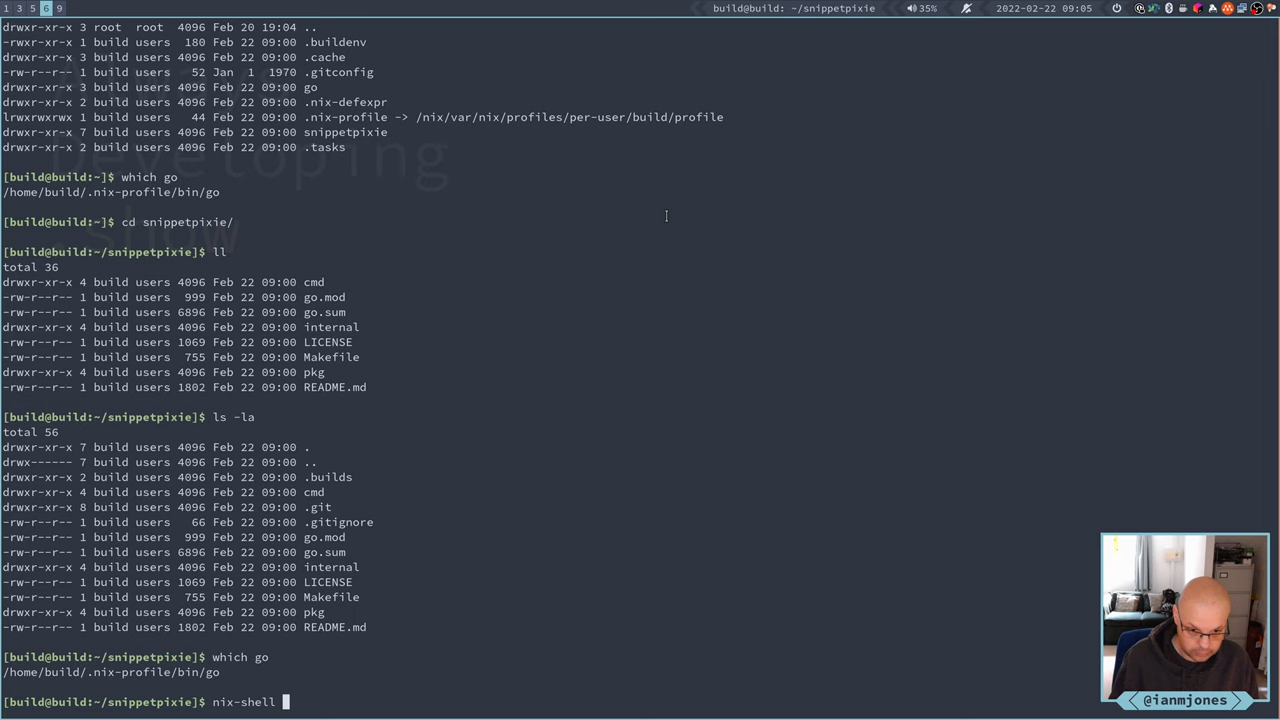 1 3 5 6 9
build@build: ~/snippetpixie 35% 2022-02-22 09:05
drwxr-xr-x 3 root root 4096 Feb 20 19:04 ..
-rwxr-xr-x 1 build users 180 Feb 22 09:00 .buildenv
drwxr-xr-x 3 build users 4096 Feb 22 09:00 .cache
-rw-r--r-- 1 build users 52 Jan 1 1970 .gitconfig
drwxr-xr-x 3 build users 4096 Feb 22 09:00 go
drwxr-xr-x 2 build users 4096 Feb 22 09:00 .nix-defexpr
lrwxrwxrwx 1 build users 44 Feb 22 09:00 .nix-profile -> /nix/var/nix/profiles/per-user/build/profile
drwxr-xr-x 7 build users 4096 Feb 22 09:00 snippetpixie
drwxr-xr-x 2 build users 4096 Feb 22 09:00 .tasks
Developing
[build@build:~]$ which go
/home/build/.nix-profile/bin/go
[build@build:~]$ cd snippetpixie/
.show
[build@build:~/snippetpixie]$ ll
total 36
drwxr-xr-x 4 build users 4096 Feb 22 09:00 cmd
-rw-r--r-- 1 build users 999 Feb 22 09:00 go.mod
-rw-r--r-- 1 build users 6896 Feb 22 09:00 go.sum
drwxr-xr-x 4 build users 4096 Feb 22 09:00 internal
-rw-r--r-- 1 build users 1069 Feb 22 09:00 LICENSE
-rw-r--r-- 1 build users 755 Feb 22 09:00 Makefile
drwxr-xr-x 4 build users 4096 Feb 22 09:00 pkg
-rw-r--r-- 1 build users 1802 Feb 22 09:00 README.md
[build@build:~/snippetpixie]$ ls -la
total 56
drwxr-xr-x 7 build users 4096 Feb 22 09:00 .
drwx------ 7 build users 4096 Feb 22 09:00 ..
drwxr-xr-x 2 build users 4096 Feb 22 09:00 .builds
drwxr-xr-x 4 build users 4096 Feb 22 09:00 cmd
drwxr-xr-x 8 build users 4096 Feb 22 09:00 .git
-rw-r--r-- 1 build users 66 Feb 22 09:00 .gitignore
-rw-r--r-- 1 build users 999 Feb 22 09:00 go.mod
-rw-r--r-- 1 build users 6896 Feb 22 09:00 go.sum
drwxr-xr-x 4 build users 4096 Feb 22 09:00 internal
-rw-r--r-- 1 build users 1069 Feb 22 09:00 LICENSE
-rw-r--r-- 1 build users 755 Feb 22 09:00 Makefile
drwxr-xr-x 4 build users 4096 Feb 22 09:00 pkg
-rw-r--r-- 1 build users 1802 Feb 22 09:00 README.md
[build@build:~/snippetpixie]$ which go
/home/build/.nix-profile/bin/go
[build@build:~/snippetpixie]$ nix-shell
@ianmjones